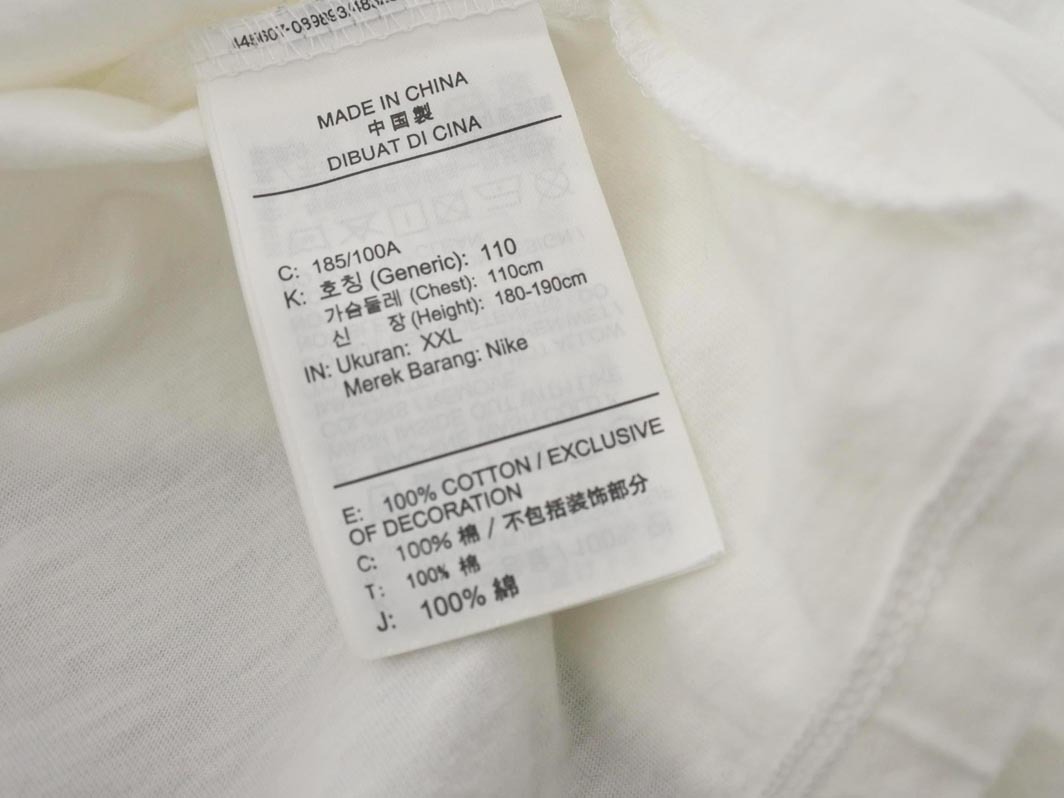 MADE IN CHINA
中国製
DIBUAT DI CINA
C: 185/100A
K: 호칭 (Generic): 110
가슴둘레 (Chest): 110cm
신 장 (Height): 180-190cm
IN: Ukuran: XXL
Merek Barang: Nike
E: 100% COTTON / EXCLUSIVE
OF DECORATION
C: 100% 棉 / 不包括装饰部分
T: 100% 棉
J: 100% 綿